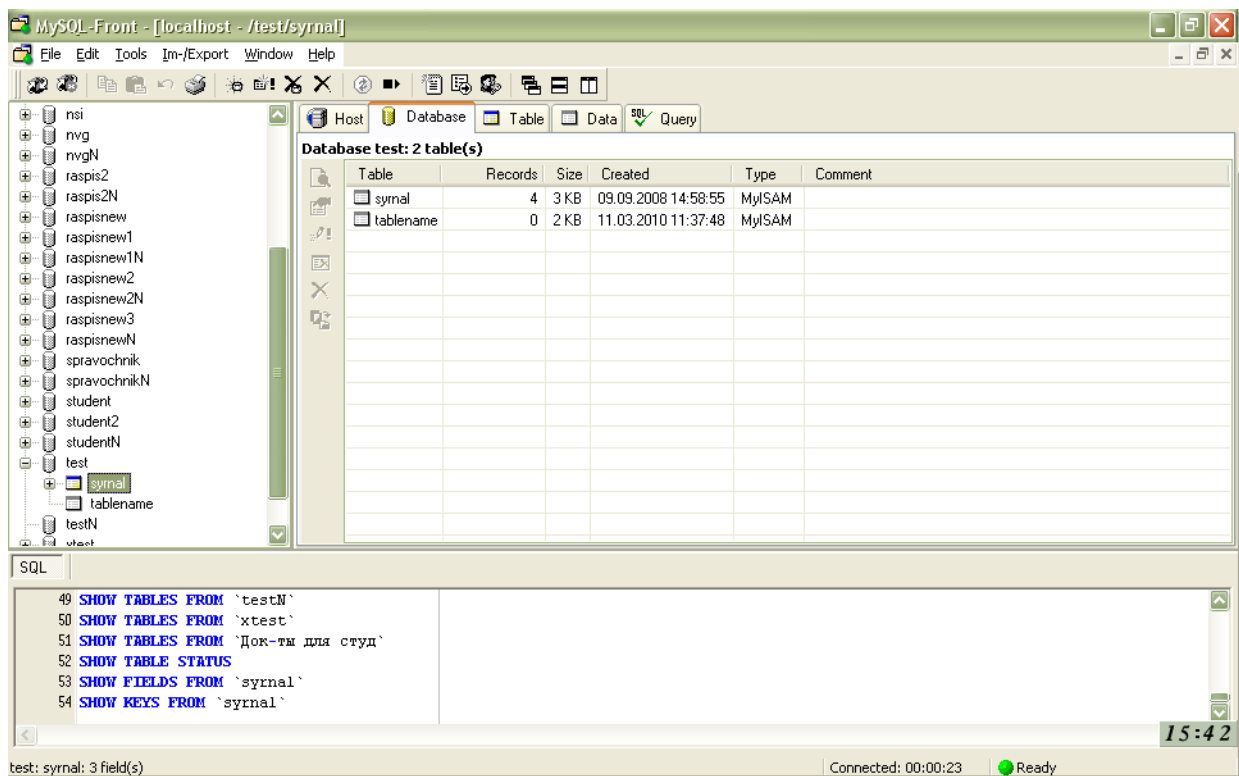 MySQL-Front - [localhost - /test/syrnal]
File Edit Tools Im-/Export Window Help
nsi
nvg
nvgN
raspis2
raspis2N
raspisnew
raspisnew1
raspisnew1N
raspisnew2
raspisnew2N
raspisnew3
raspisnewN
spravochnik
spravochnikN
student
student2
studentN
test
syrnal
tablename
testN
xtest
Host Database Table Data SQL Query
Database test: 2 table(s)
Table Records Size Created Type Comment
syrnal 4 3 KB 09.09.2008 14:58:55 MyISAM
tablename 0 2 KB 11.03.2010 11:37:48 MyISAM
SQL
49 SHOW TABLES FROM `testN`
50 SHOW TABLES FROM `xtest`
51 SHOW TABLES FROM `Док-ты для студ`
52 SHOW TABLE STATUS
53 SHOW FIELDS FROM `syrnal`
54 SHOW KEYS FROM `syrnal`
15:42
test: syrnal: 3 field(s) Connected: 00:00:23 Ready